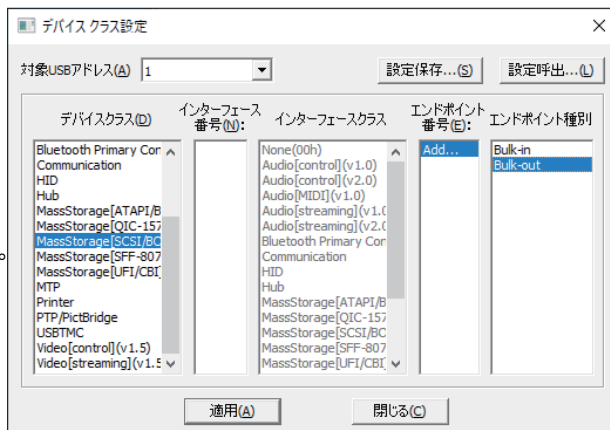 デバイス クラス設定
対象USBアドレス(A) 1 設定保存...(S) 設定呼出...(L)
デバイスクラス(D)
Bluetooth Primary Con
Communication
HID
Hub
MassStorage[ATAPI/B
MassStorage[QIC-157
MassStorage[SCSI/BO
MassStorage[SFF-807
MassStorage[UFI/CBI]
MTP
Printer
PTP/PictBridge
USBTMC
Video[control](v1.5)
Video[streaming](v1.5
インターフェース
番号(N):
インターフェースクラス
None(00h)
Audio[control](v1.0)
Audio[control](v2.0)
Audio[MIDI](v1.0)
Audio[streaming](v1.0
Audio[streaming](v2.0
Bluetooth Primary Con
Communication
HID
Hub
MassStorage[ATAPI/B
MassStorage[QIC-157
MassStorage[SCSI/BO
MassStorage[SFF-807
MassStorage[UFI/CBI]
エンドポイント
番号(E):
Add...
エンドポイント種別
Bulk-in
Bulk-out
適用(A) 閉じる(C)